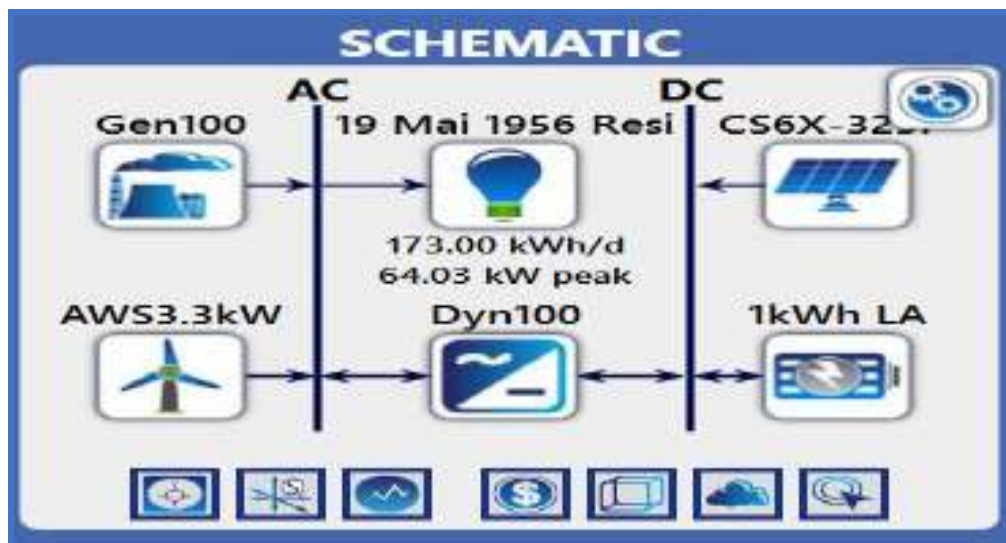 SCHEMATIC
AC DC
Gen100 19 Mai 1956 Resi
173.00 kWh/d
64.03 kW peak
AWS3.3kW Dyn100 1kWh LA